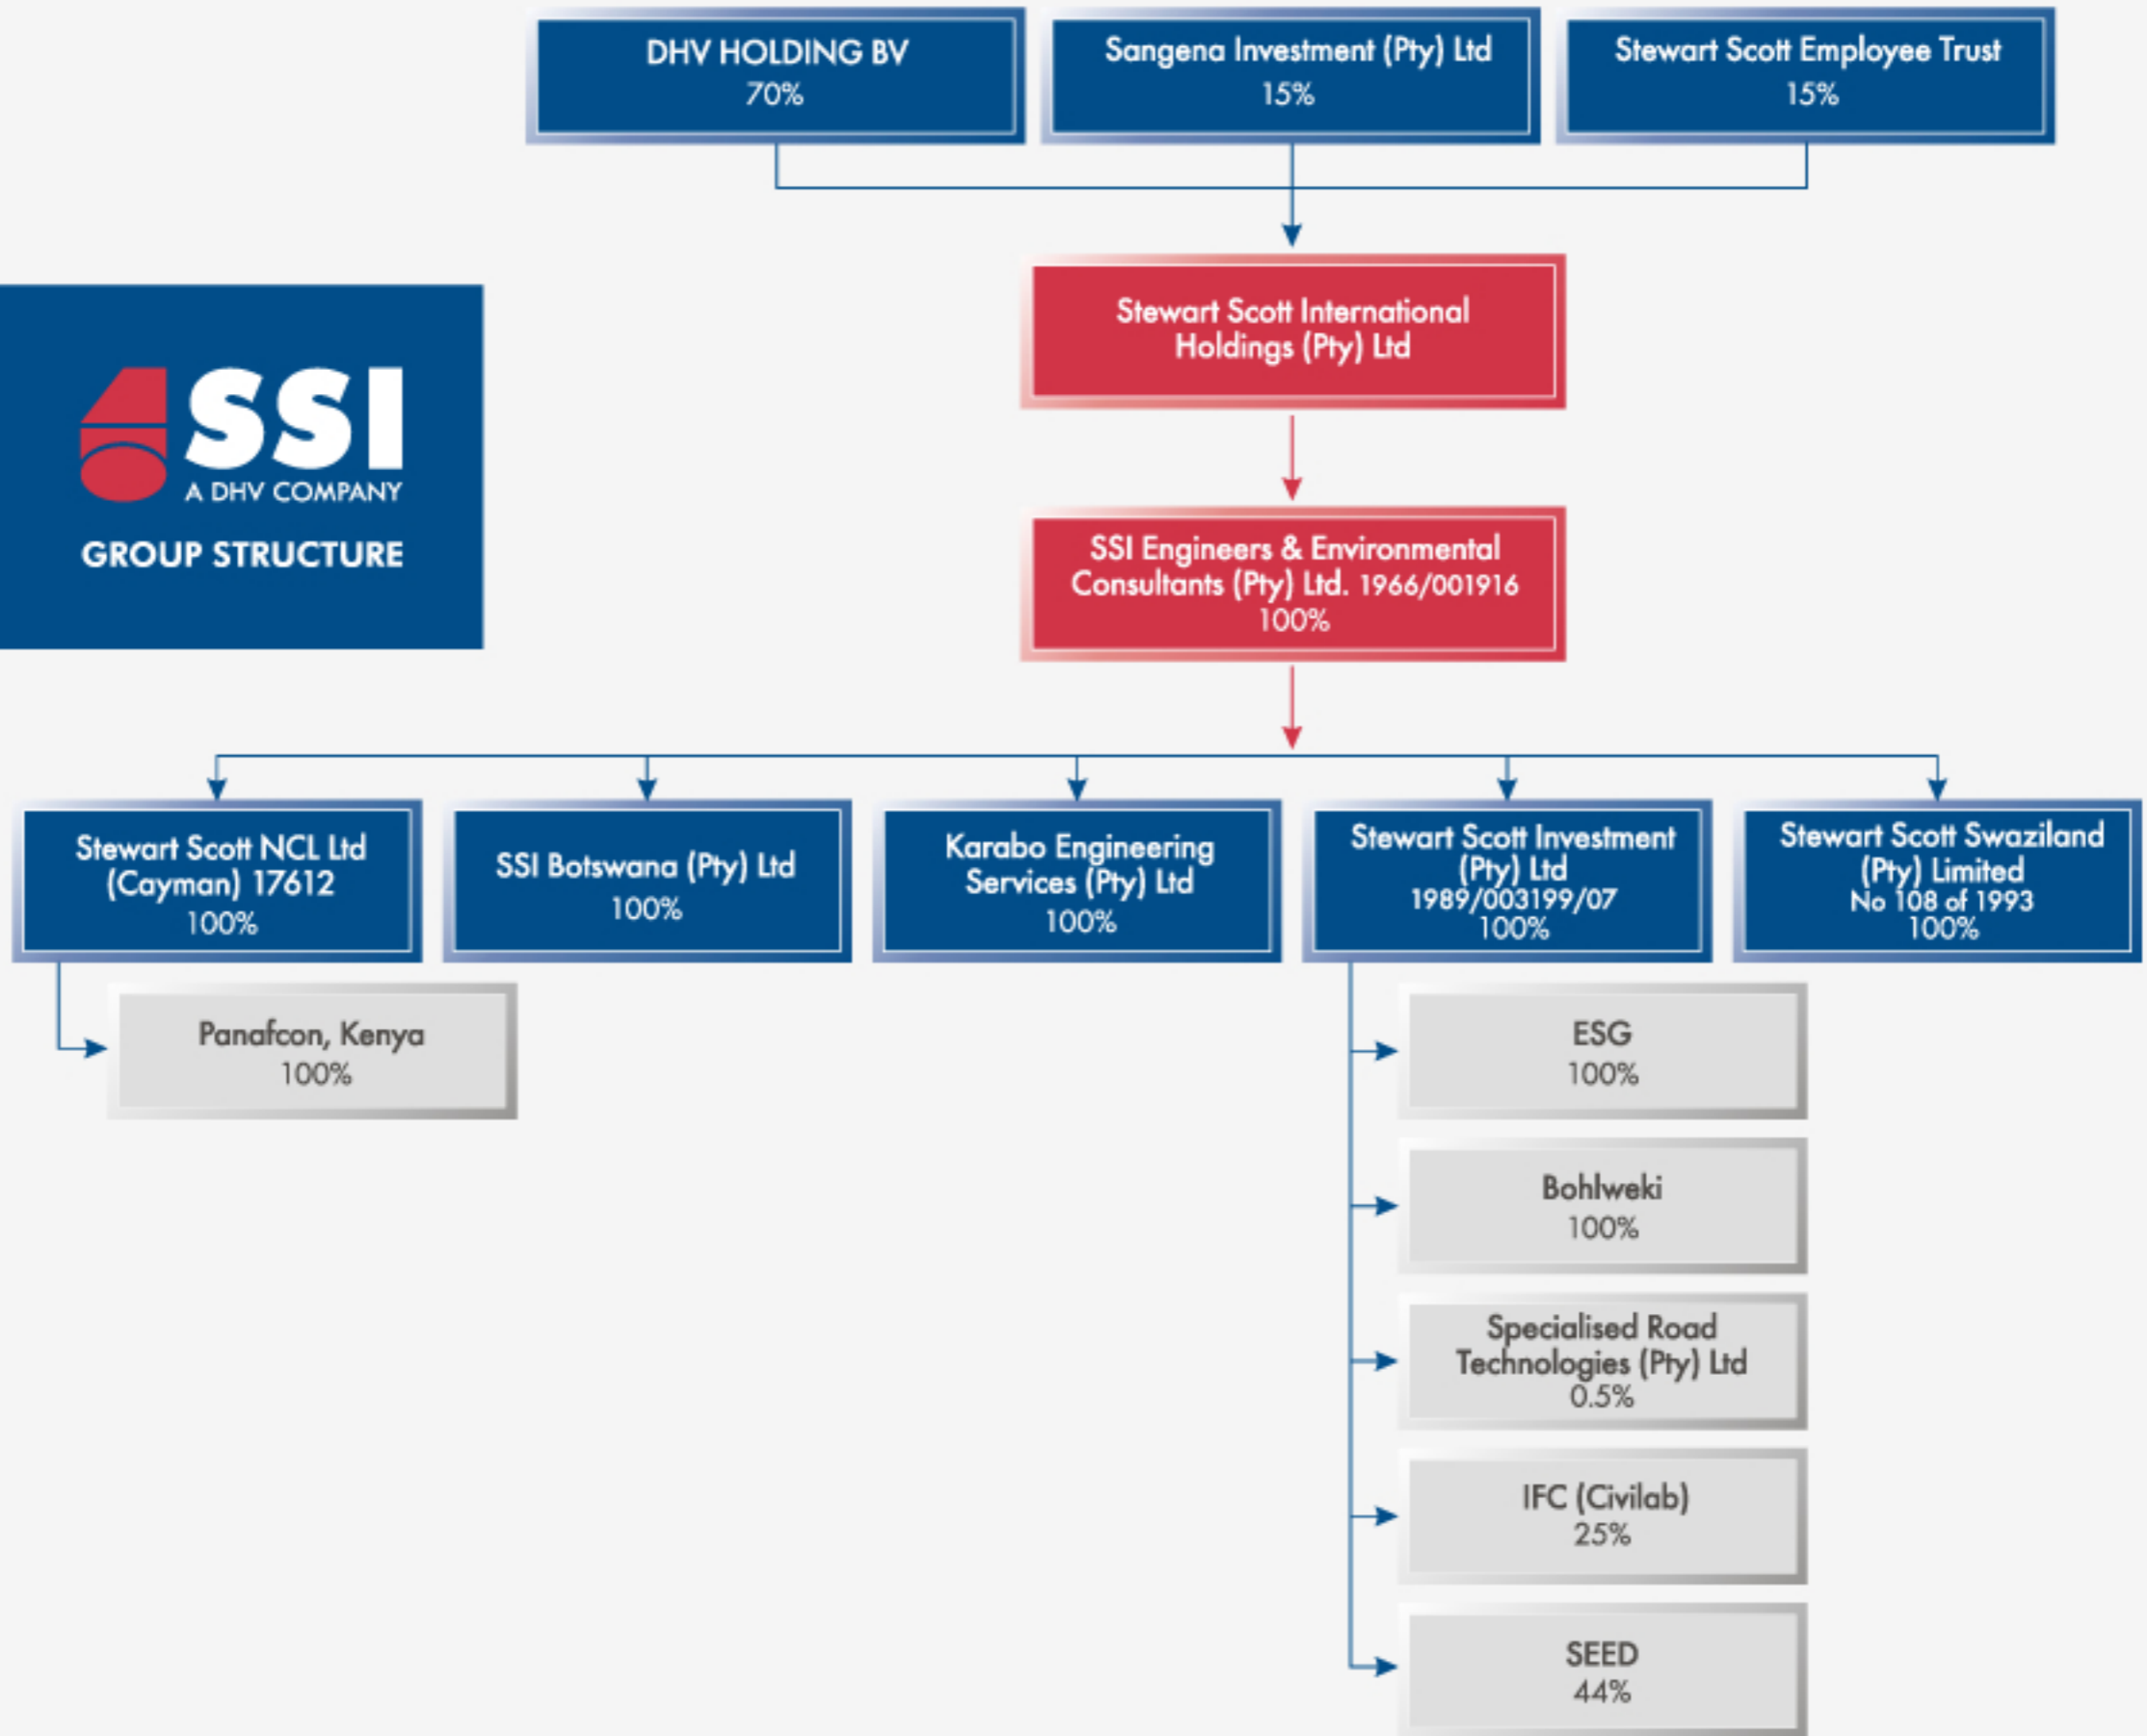 DHV HOLDING BV
70%
Sangena Investment (Pty) Ltd
15%
Stewart Scott Employee Trust
15%
Stewart Scott International
Holdings (Pty) Ltd
SSI
A DHV COMPANY
GROUP STRUCTURE
SSI Engineers & Environmental
Consultants (Pty) Ltd. 1966/001916
100%
Stewart Scott NCL Ltd
(Cayman) 17612
100%
SSI Botswana (Pty) Ltd
100%
Karabo Engineering
Services (Pty) Ltd
100%
Stewart Scott Investment
(Pty) Ltd
1989/003199/07
100%
Stewart Scott Swaziland
(Pty) Limited
No 108 of 1993
100%
Panafcon, Kenya
100%
ESG
100%
Bohlweki
100%
Specialised Road
Technologies (Pty) Ltd
0.5%
IFC (Civilab)
25%
SEED
44%